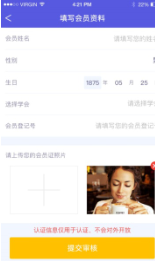 VIRGIN
4:21 PM
32%
填写会员资料
会员姓名 请填写您的姓
性别
生日 1875 年 05 月 25
选择学会 请选择学
会员登记号 请填写您的会员登记
请上传您的会员证照片
认证信息仅用于认证，不会对外开放
提交审核